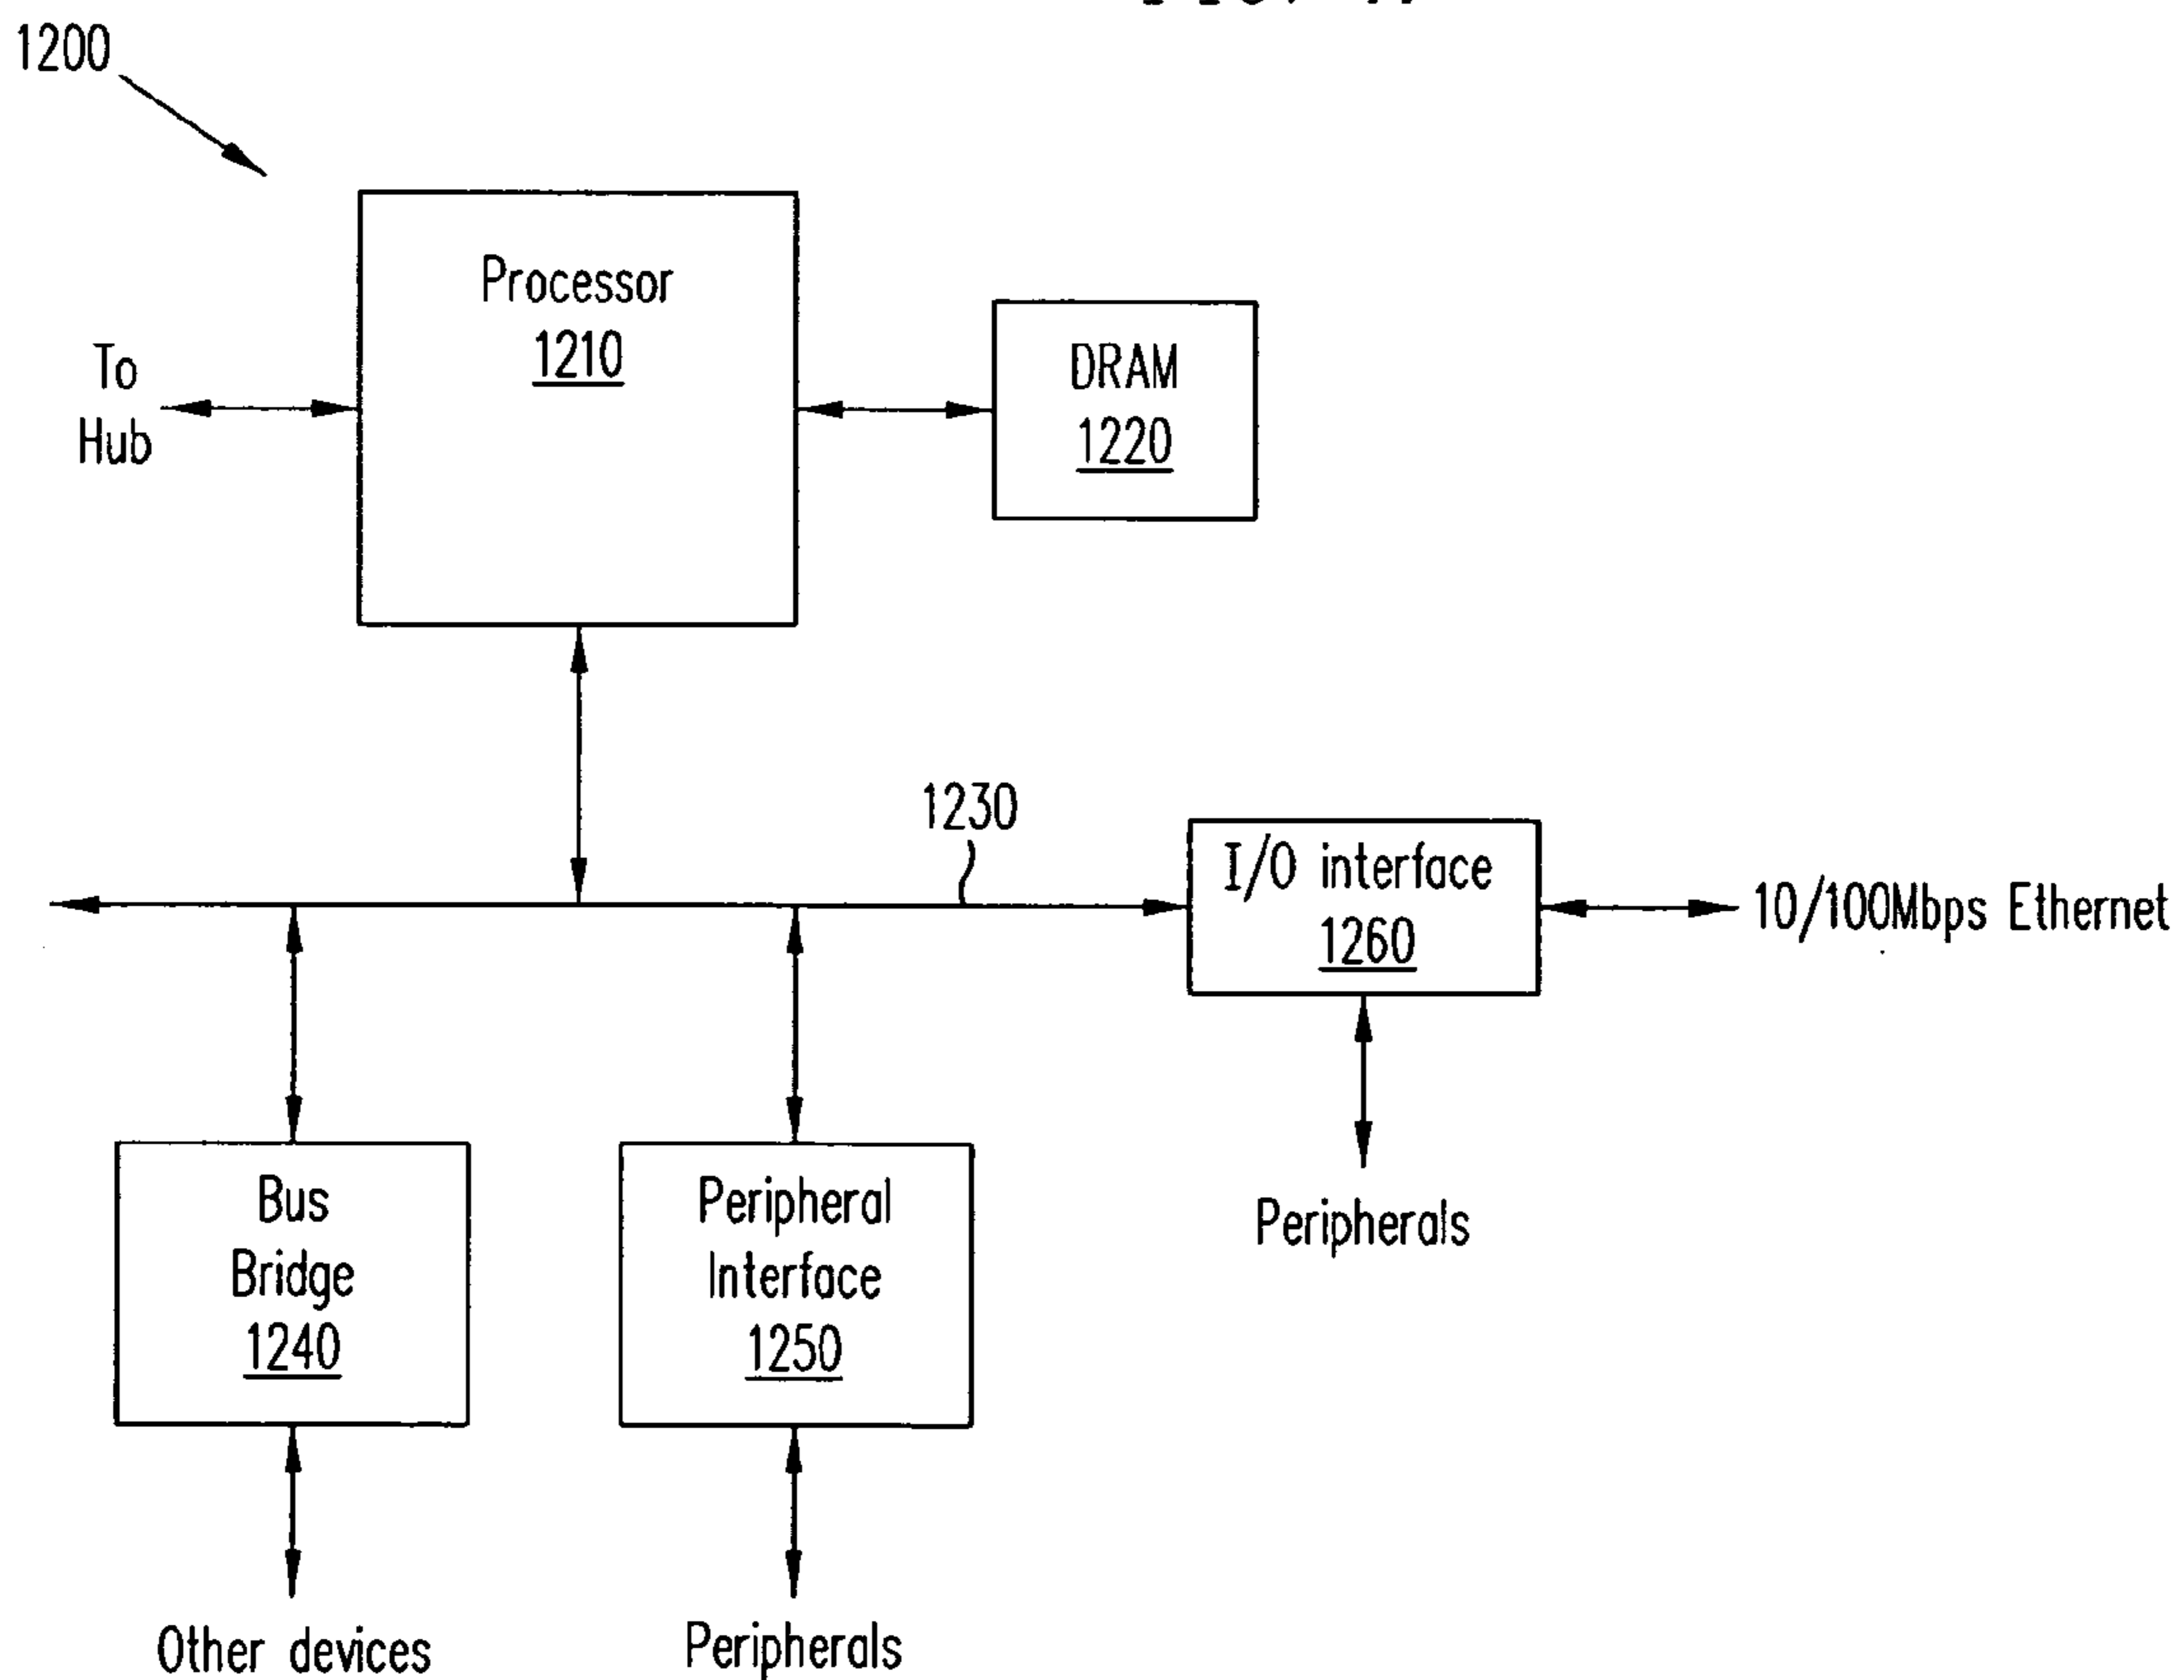 1200
Processor
1210
To
Hub
DRAM
1220
1230
I/O interface
1260
10/100Mbps Ethernet
Peripherals
Bus
Bridge
1240
Peripheral
Interface
1250
Other devices
Peripherals